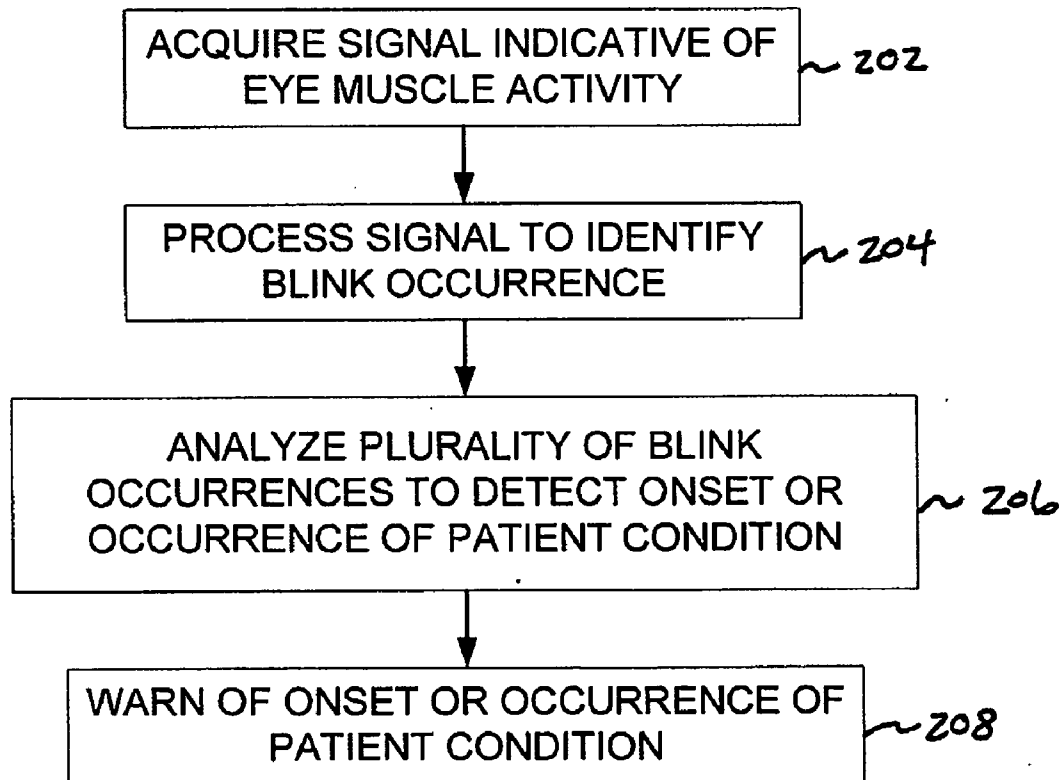 ACQUIRE SIGNAL INDICATIVE OF
EYE MUSCLE ACTIVITY
202
PROCESS SIGNAL TO IDENTIFY
BLINK OCCURRENCE
204
ANALYZE PLURALITY OF BLINK
OCCURRENCES TO DETECT ONSET OR
OCCURRENCE OF PATIENT CONDITION
206
WARN OF ONSET OR OCCURRENCE OF
PATIENT CONDITION
208